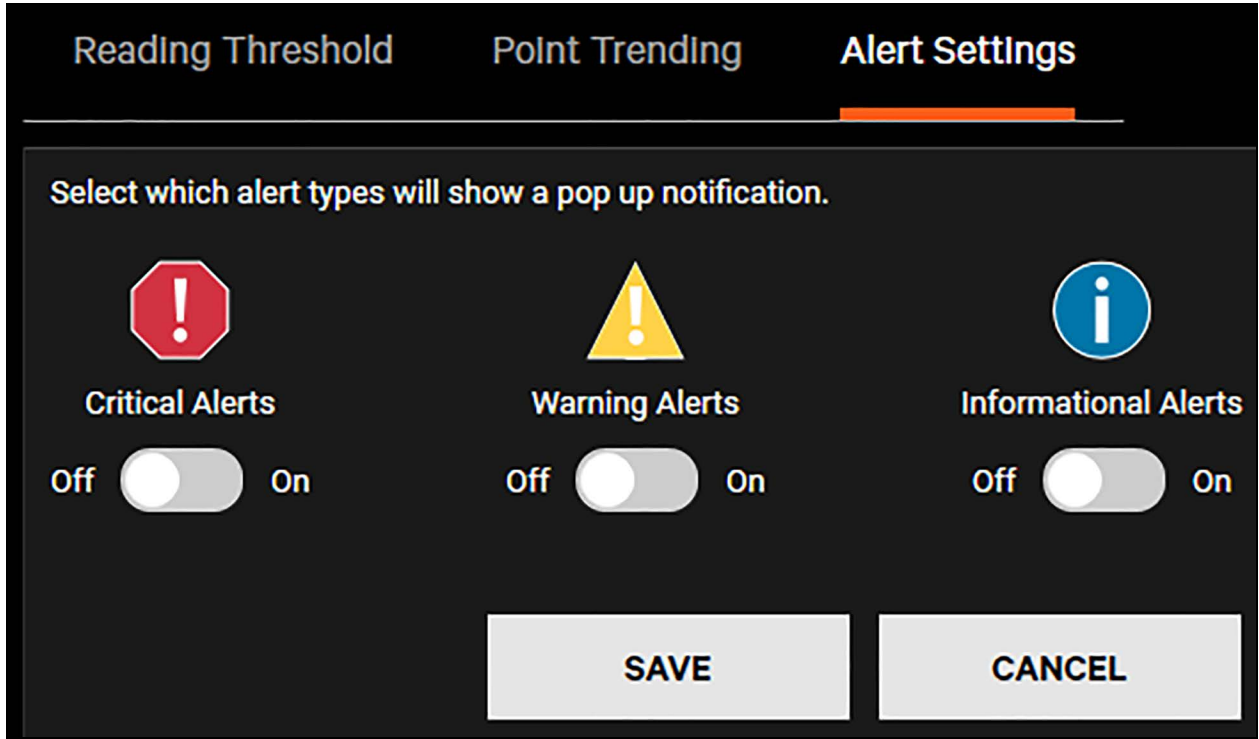 Reading Threshold Point Trending Alert Settings
Select which alert types will show a pop up notification.
Critical Alerts Warning Alerts Informational Alerts
Off On Off On Off On
SAVE CANCEL